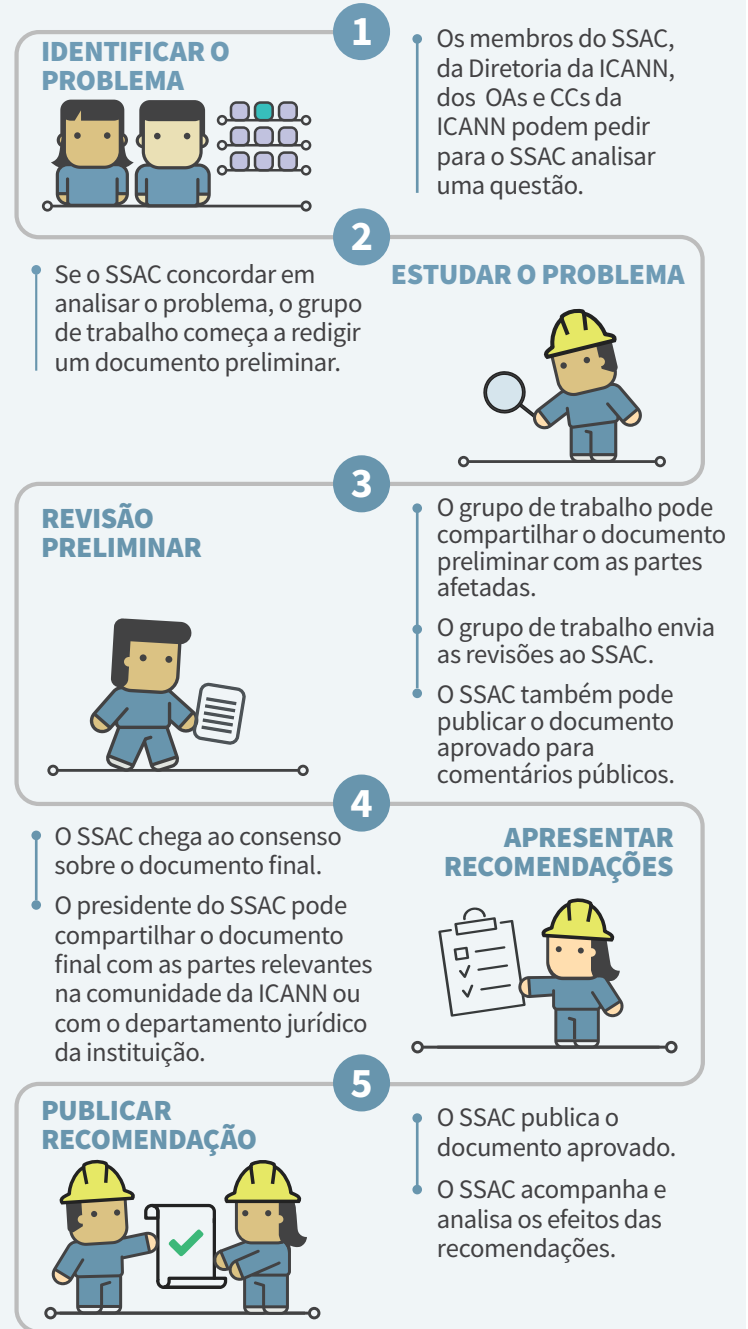 1
IDENTIFICAR O
PROBLEMA
Os membros do SSAC,
da Diretoria da ICANN,
dos OAs e CCs da
ICANN podem pedir
para o SSAC analisar
uma questão.
2
ESTUDAR O PROBLEMA
Se o SSAC concordar em
analisar o problema, o grupo
de trabalho começa a redigir
um documento preliminar.
3
REVISÃO
PRELIMINAR
O grupo de trabalho pode
compartilhar o documento
preliminar com as partes
afetadas.
O grupo de trabalho envia
as revisões ao SSAC.
O SSAC também pode
publicar o documento
aprovado para
comentários públicos.
4
APRESENTAR
RECOMENDAÇÕES
O SSAC chega ao consenso
sobre o documento final.
O presidente do SSAC pode
compartilhar o documento
final com as partes relevantes
na comunidade da ICANN ou
com o departamento jurídico
da instituição.
5
PUBLICAR
RECOMENDAÇÃO
O SSAC publica o
documento aprovado.
O SSAC acompanha e
analisa os efeitos das
recomendações.